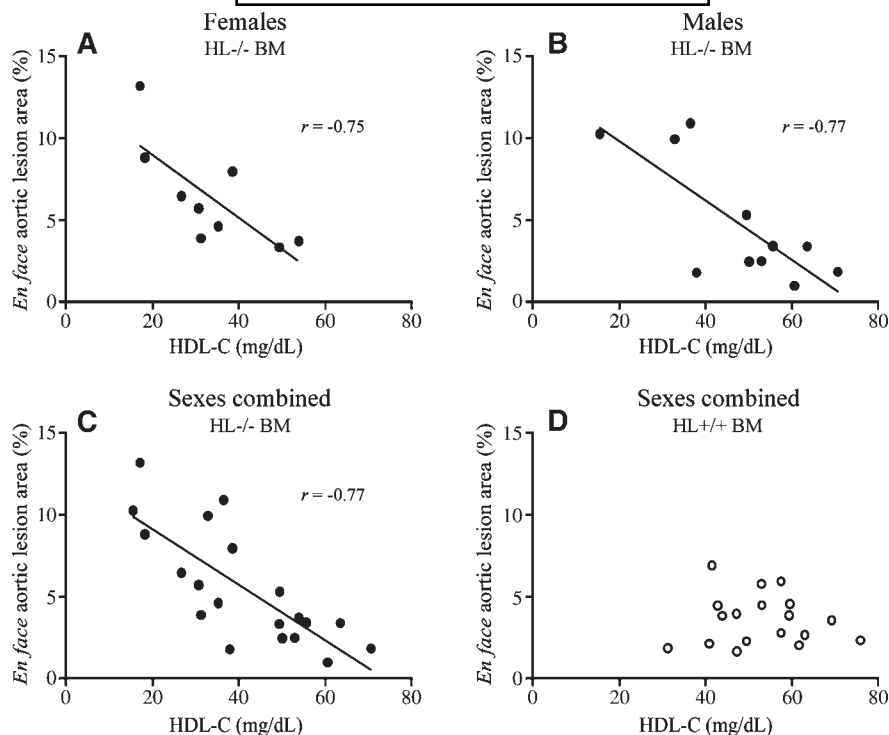 Females
A
HL-/- BM
En face aortic lesion area (%)
15
10
5
0
r = -0.75
0 20 40 60 80
HDL-C (mg/dL)
Males
B
HL-/- BM
En face aortic lesion area (%)
15
10
5
0
r = -0.77
0 20 40 60 80
HDL-C (mg/dL)
Sexes combined
C
HL-/- BM
En face aortic lesion area (%)
15
10
5
0
r = -0.77
0 20 40 60 80
HDL-C (mg/dL)
Sexes combined
D
HL+/+ BM
En face aortic lesion area (%)
15
10
5
0
0 20 40 60 80
HDL-C (mg/dL)